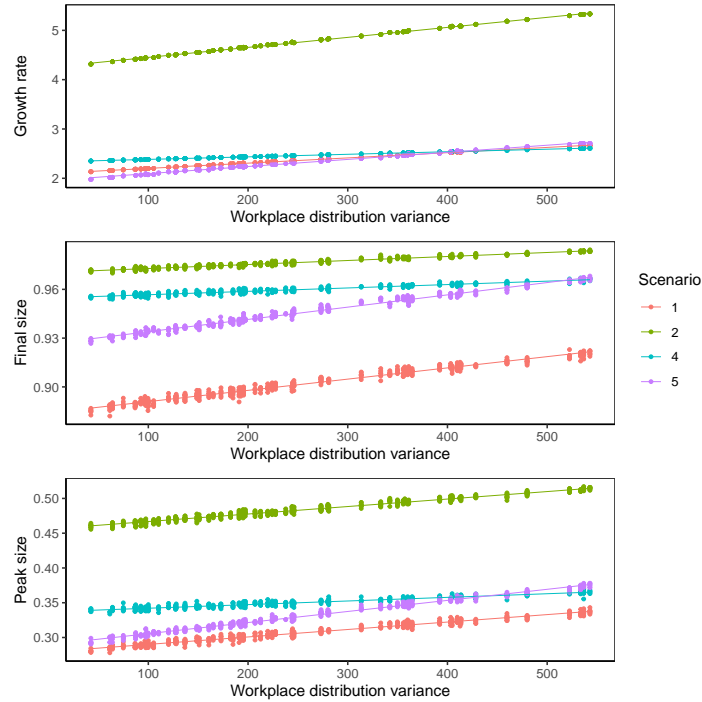 Growth rate
5
4
3
2
100 200 300 400 500
Workplace distribution variance
Final size
0.96
0.93
0.90
100 200 300 400 500
Workplace distribution variance
Scenario
1
2
4
5
Peak size
0.50
0.45
0.40
0.35
0.30
100 200 300 400 500
Workplace distribution variance